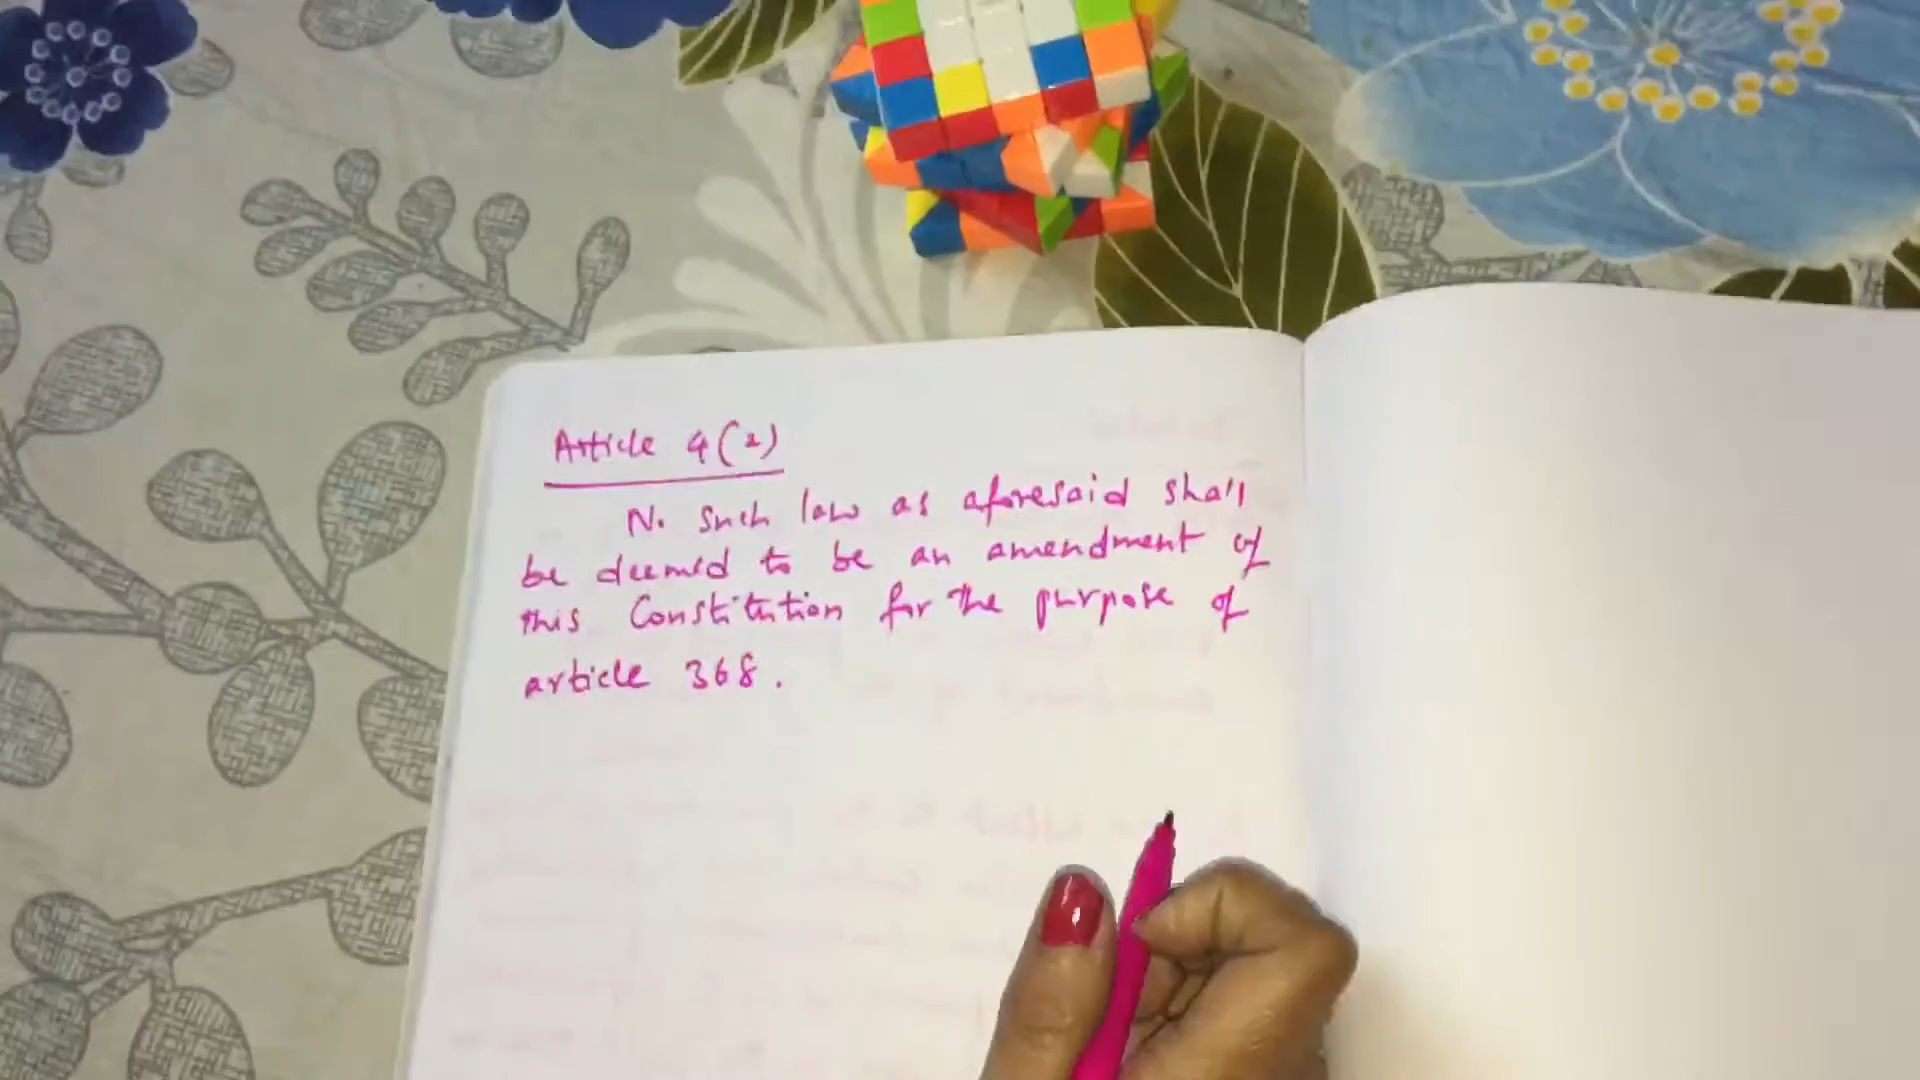 Article 4(2)
No such law as aforesaid shall
be deemed to be an amendment of
this Constitution for the purpose of
article 368.